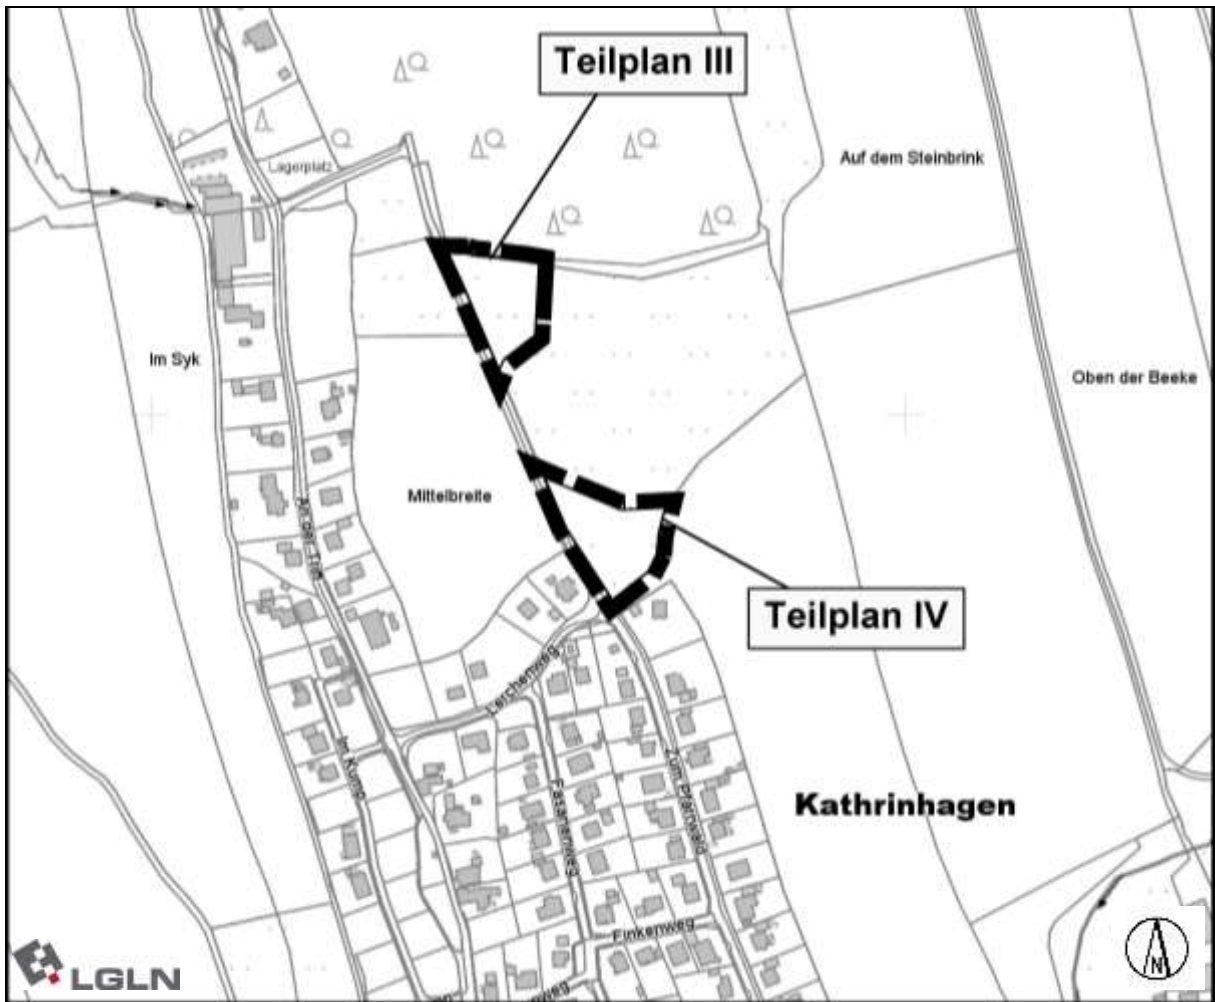 Teilplan III
Auf dem Steinbrink
Lagerplatz
Im Syk
Oben der Beeke
Mittelbreite
An der Trift
Teilplan IV
Lerchenweg
Im Kump
Zum Pfarrwald
Fasanenweg
Kathrinhagen
Finkenweg
N
LGLN